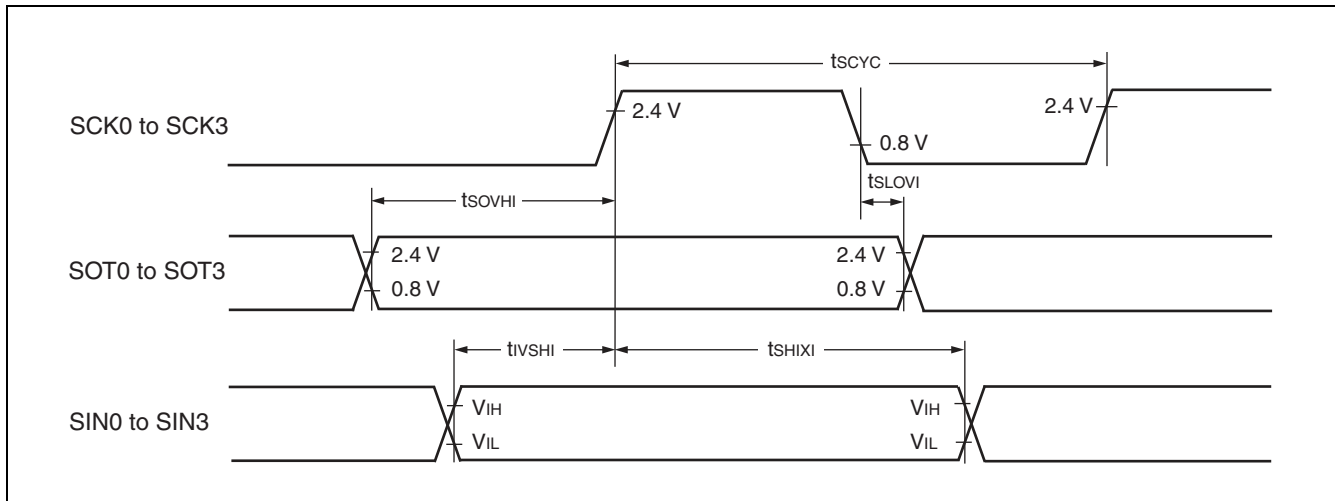 tSCYC
SCK0 to SCK3
2.4 V
0.8 V
2.4 V
tSOVHI
tSLOVI
SOT0 to SOT3
2.4 V
2.4 V
0.8 V
0.8 V
tIVSHI
tSHIXI
SIN0 to SIN3
VIH
VIH
VIL
VIL